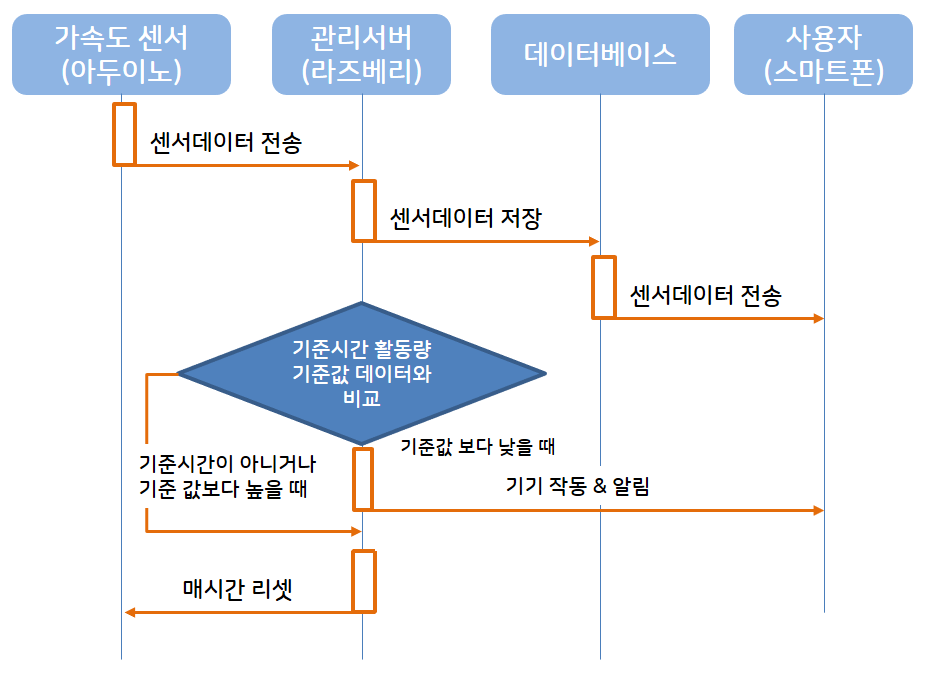 가속도 센서
(아두이노)
관리서버
(라즈베리)
데이터베이스
사용자
(스마트폰)
센서데이터 전송
센서데이터 저장
센서데이터 전송
기준시간 활동량
기준값 데이터와
비교
기준값 보다 낮을 때
기준시간이 아니거나
기준 값보다 높을 때
기기 작동 & 알림
매시간 리셋